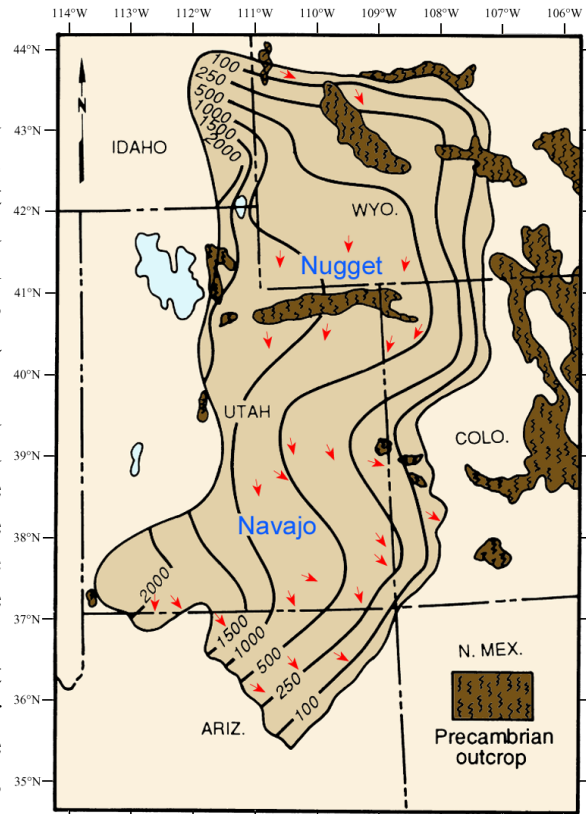 114°W 113°W 112°W 111°W 110°W 109°W 108°W 107°W 106°W
44°N
43°N
42°N
41°N
40°N
39°N
38°N
37°N
36°N
35°N
N
100
250
500
1000
1500
2000
IDAHO
WYO.
Nugget
UTAH
COLO.
Navajo
2000
1500
1000
500
250
100
ARIZ.
N. MEX.
Precambrian
outcrop